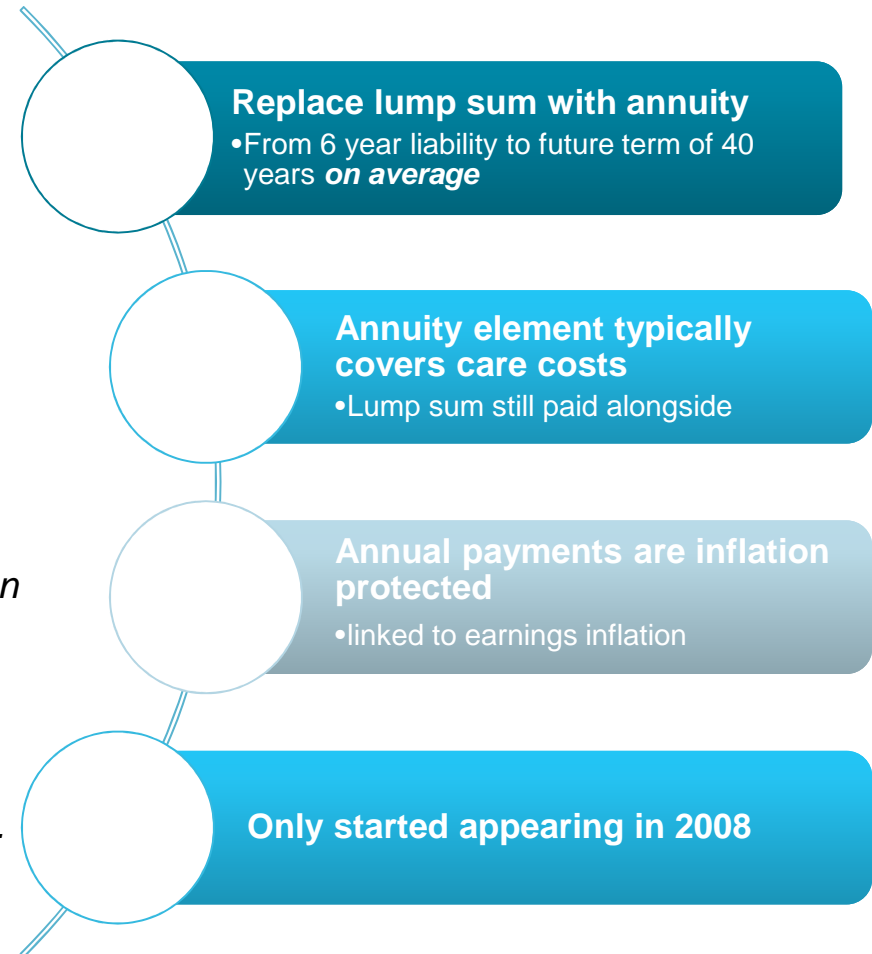 Replace lump sum with annuity
•From 6 year liability to future term of 40
years on average
Annuity element typically
covers care costs
•Lump sum still paid alongside
n
Annual payments are inflation
protected
•linked to earnings inflation
.
Only started appearing in 2008